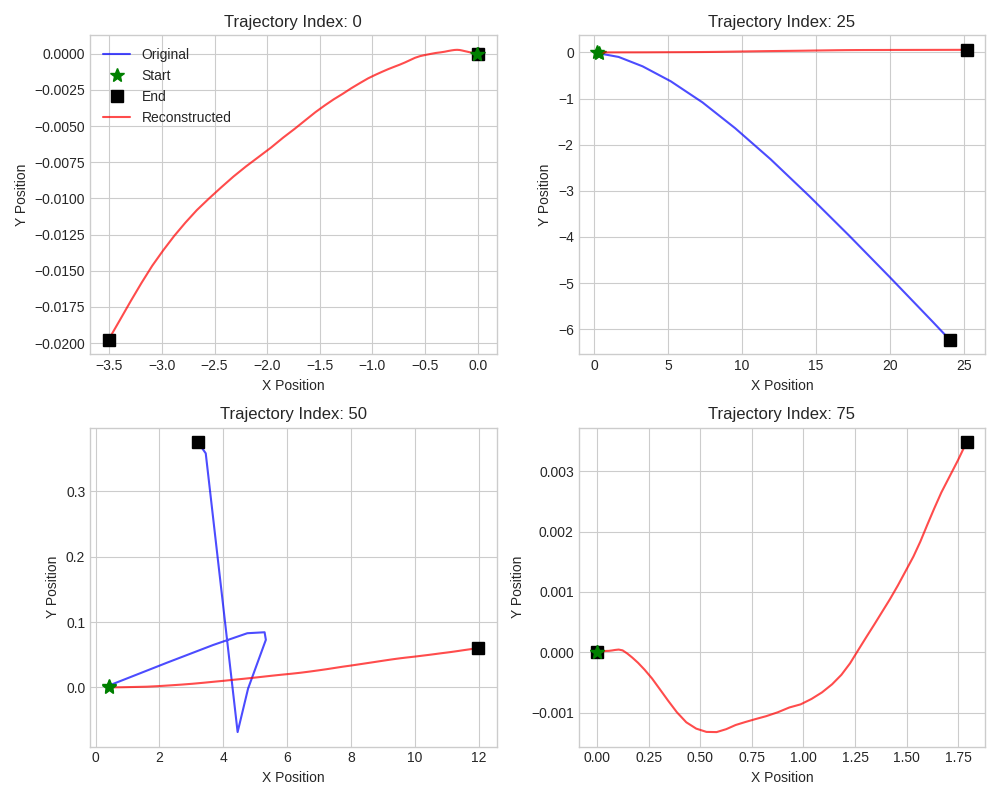 Trajectory Index: 0
0.0000
−0.0025
−0.0050
−0.0075
−0.0100
−0.0125
−0.0150
−0.0175
−0.0200
Y Position
Original
Start
End
Reconstructed
−3.5 −3.0 −2.5 −2.0 −1.5 −1.0 −0.5 0.0
X Position
Trajectory Index: 25
0
−1
−2
−3
−4
−5
−6
Y Position
0 5 10 15 20 25
X Position
Trajectory Index: 50
0.3
0.2
0.1
0.0
Y Position
0 2 4 6 8 10 12
X Position
Trajectory Index: 75
0.003
0.002
0.001
0.000
−0.001
Y Position
0.00 0.25 0.50 0.75 1.00 1.25 1.50 1.75
X Position